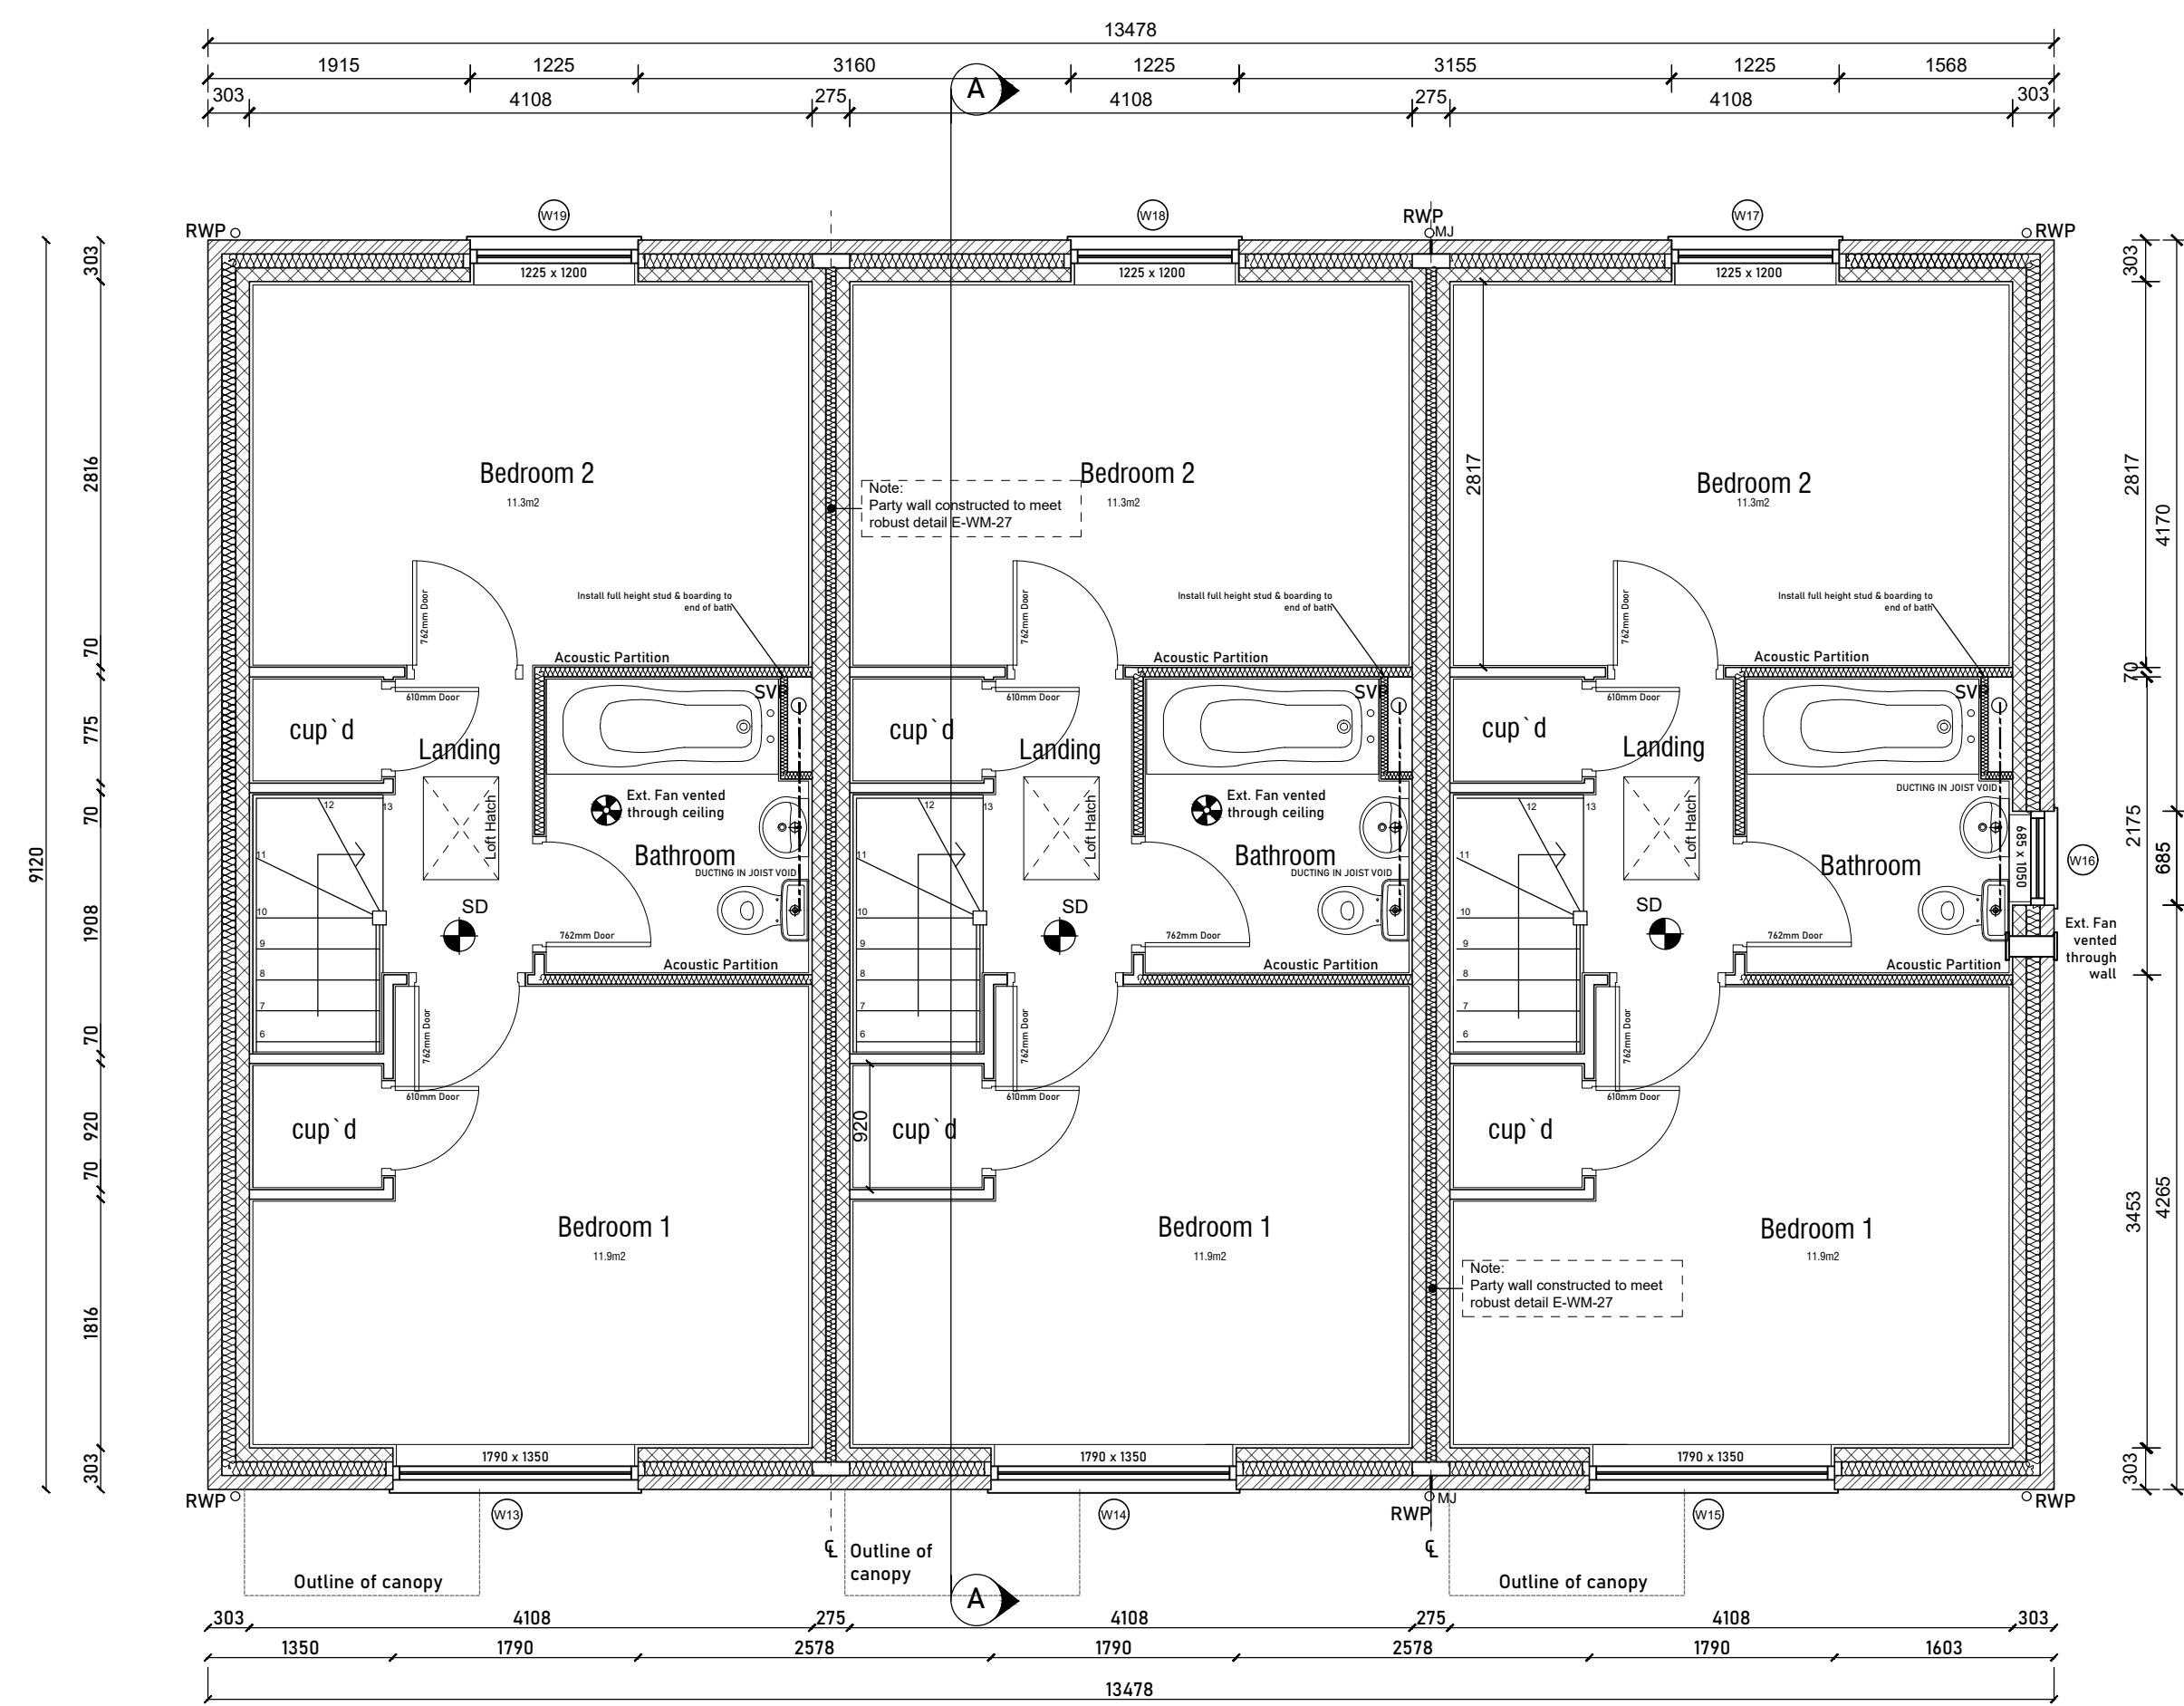 13478
1915 1225 3160 1225 3155 1225 1568
303 4108 275 4108 275 4108 303
A
W19 W18 W17
RWP RWP MJ RWP
1225 x 1200 1225 x 1200 1225 x 1200
303
2816
70
775
70
1908
70
920
70
1816
303
9120
303
2817
70
2175
3453
303
4170
685
4265
Bedroom 2
11.3m2
Note:
Party wall constructed to meet
robust detail E-WM-27
Bedroom 2
11.3m2
2817
Bedroom 2
11.3m2
762mm Door
Install full height stud & boarding to
end of bath
Acoustic Partition
762mm Door
Install full height stud & boarding to
end of bath
Acoustic Partition
762mm Door
Install full height stud & boarding to
end of bath
Acoustic Partition
610mm Door
SV
cup`d
Landing
Loft Hatch
Ext. Fan vented
through ceiling
Bathroom
DUCTING IN JOIST VOID
SD
762mm Door
Acoustic Partition
13
12
11
10
9
8
7
6
610mm Door
SV
cup`d
Landing
Loft Hatch
Ext. Fan vented
through ceiling
Bathroom
DUCTING IN JOIST VOID
SD
762mm Door
Acoustic Partition
13
12
11
10
9
8
7
6
610mm Door
SV
cup`d
Landing
Loft Hatch
DUCTING IN JOIST VOID
Bathroom
685 x 1050
W16
SD
762mm Door
Acoustic Partition
Ext. Fan
vented
through
wall
13
12
11
10
9
8
7
6
762mm Door
610mm Door
cup`d
762mm Door
610mm Door
920
cup`d
762mm Door
610mm Door
cup`d
Bedroom 1
11.9m2
Bedroom 1
11.9m2
Bedroom 1
11.9m2
Note:
Party wall constructed to meet
robust detail E-WM-27
1790 x 1350 1790 x 1350 1790 x 1350
RWP MJ RWP RWP
W13 W14 W15
℄ ℄
Outline of canopy
Outline of
canopy
Outline of canopy
A
303 4108 275 4108 275 4108 303
1350 1790 2578 1790 2578 1790 1603
13478